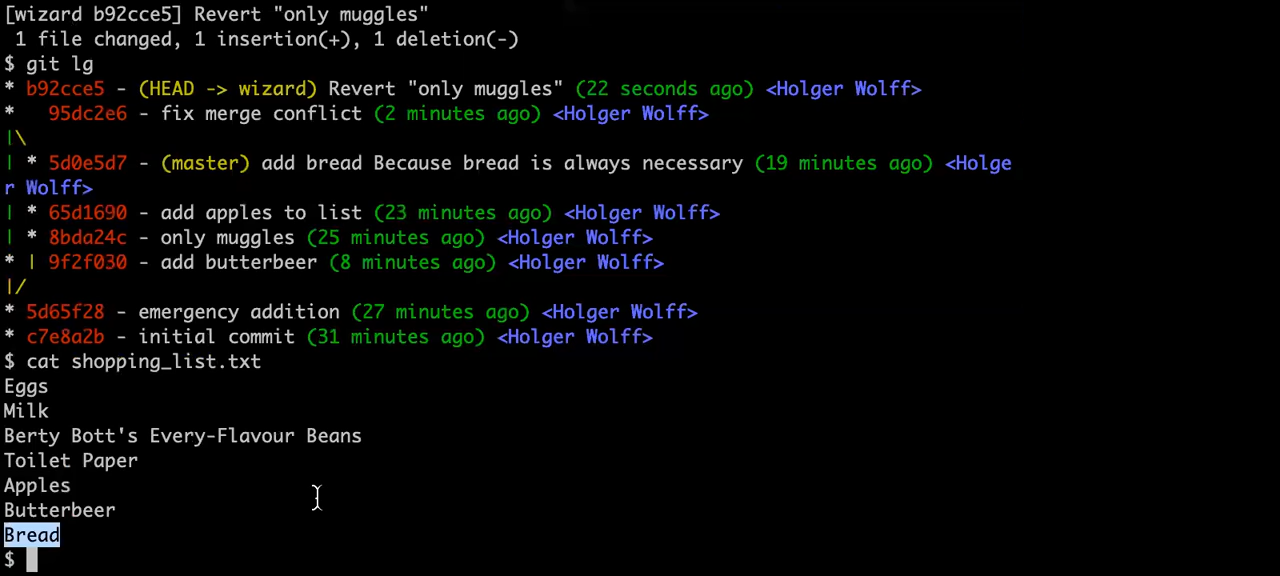 [wizard b92cce5] Revert "only muggles"
 1 file changed, 1 insertion(+), 1 deletion(-)
$ git lg
* b92cce5 - (HEAD -> wizard) Revert "only muggles" (22 seconds ago) <Holger Wolff>
*   95dc2e6 - fix merge conflict (2 minutes ago) <Holger Wolff>
|\
| * 5d0e5d7 - (master) add bread Because bread is always necessary (19 minutes ago) <Holge
r Wolff>
| * 65d1690 - add apples to list (23 minutes ago) <Holger Wolff>
| * 8bda24c - only muggles (25 minutes ago) <Holger Wolff>
* | 9f2f030 - add butterbeer (8 minutes ago) <Holger Wolff>
|/
* 5d65f28 - emergency addition (27 minutes ago) <Holger Wolff>
* c7e8a2b - initial commit (31 minutes ago) <Holger Wolff>
$ cat shopping_list.txt
Eggs
Milk
Berty Bott's Every-Flavour Beans
Toilet Paper
Apples
Butterbeer
Bread
$